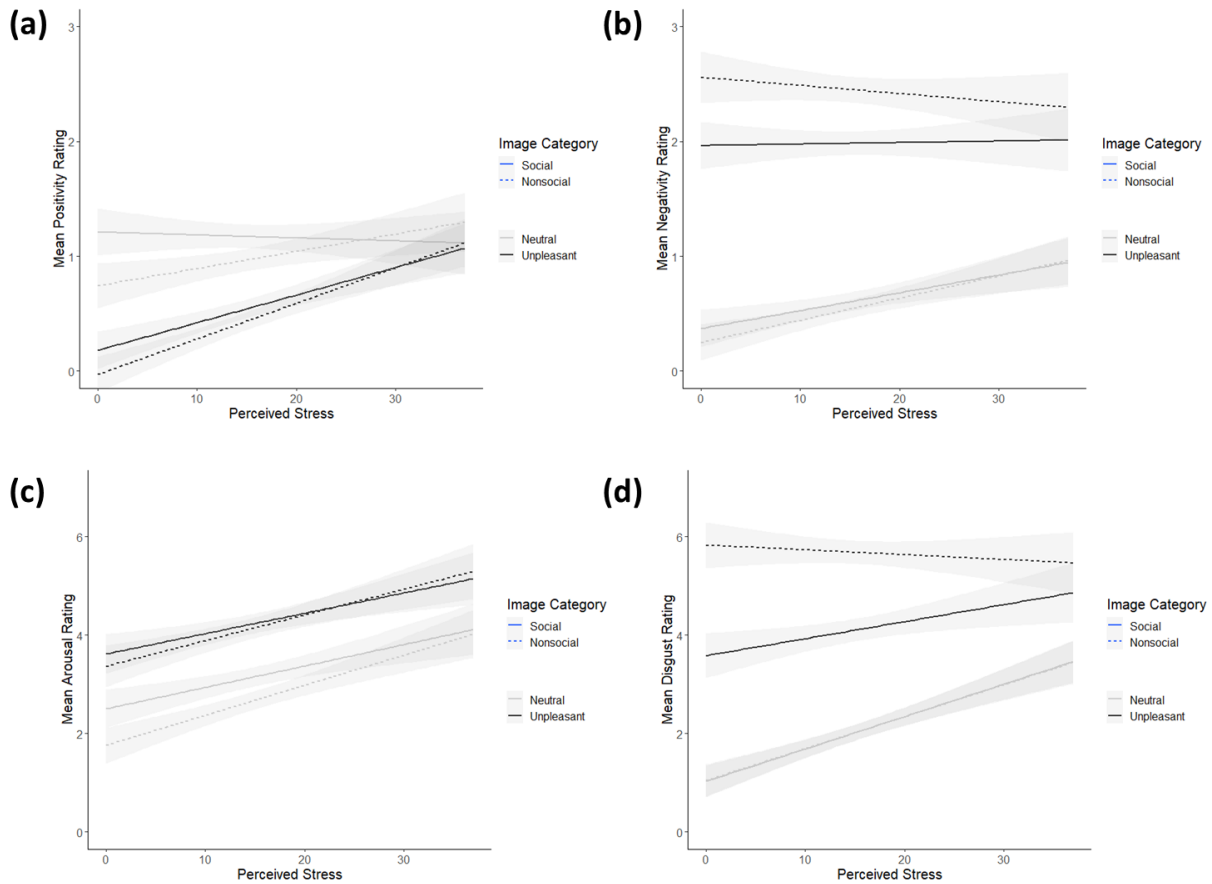 (a)
3
2
1
0
Mean Positivity Rating
0 10 20 30
Perceived Stress
Image Category
Social
Nonsocial
Neutral
Unpleasant
(b)
3
2
1
0
Mean Negativity Rating
0 10 20 30
Perceived Stress
Image Category
Social
Nonsocial
Neutral
Unpleasant
(c)
6
4
2
0
Mean Arousal Rating
0 10 20 30
Perceived Stress
Image Category
Social
Nonsocial
Neutral
Unpleasant
(d)
6
4
2
0
Mean Disgust Rating
0 10 20 30
Perceived Stress
Image Category
Social
Nonsocial
Neutral
Unpleasant